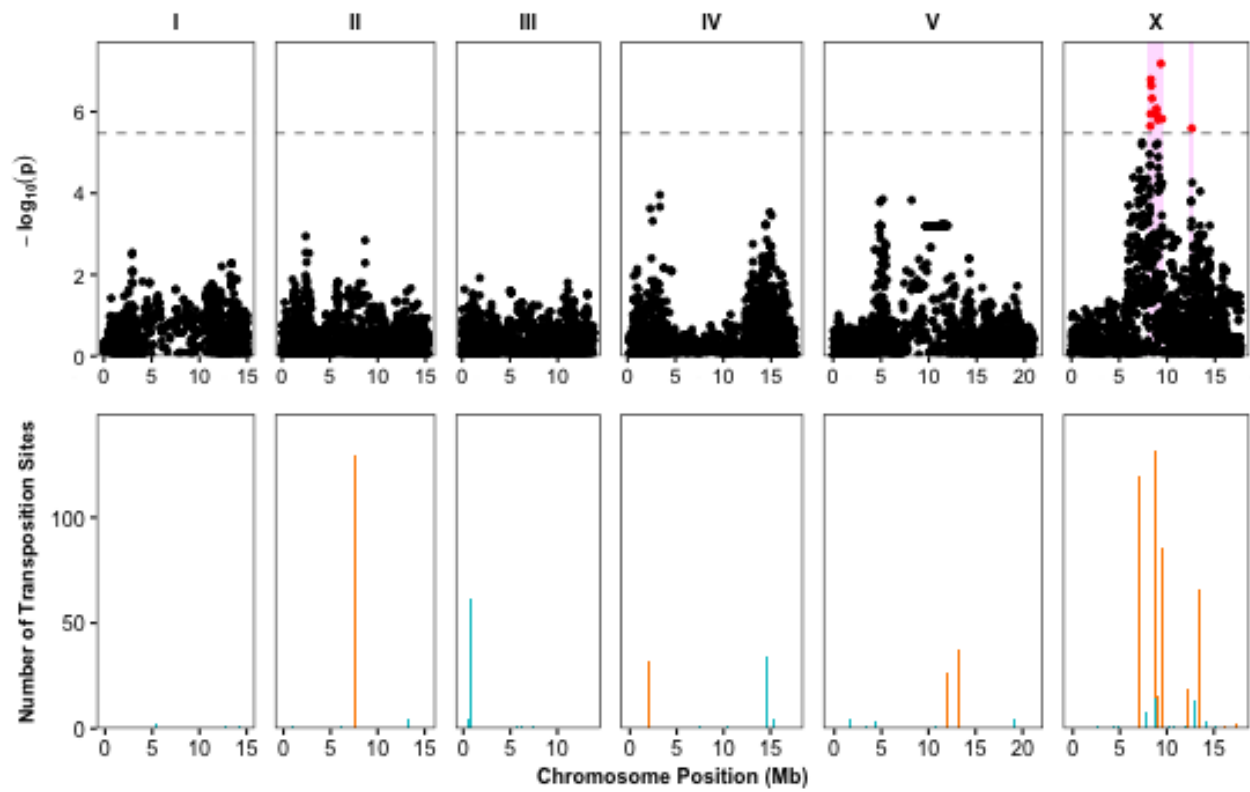 I II III IV V X
− log₁₀(p)
6
4
2
0
0 5 10 15 0 5 10 15 0 5 10 0 5 10 15 0 5 10 15 20 0 5 10 15
Number of Transposition Sites
100
50
0
0 5 10 15 0 5 10 15 0 5 10 0 5 10 15 0 5 10 15 20 0 5 10 15
Chromosome Position (Mb)